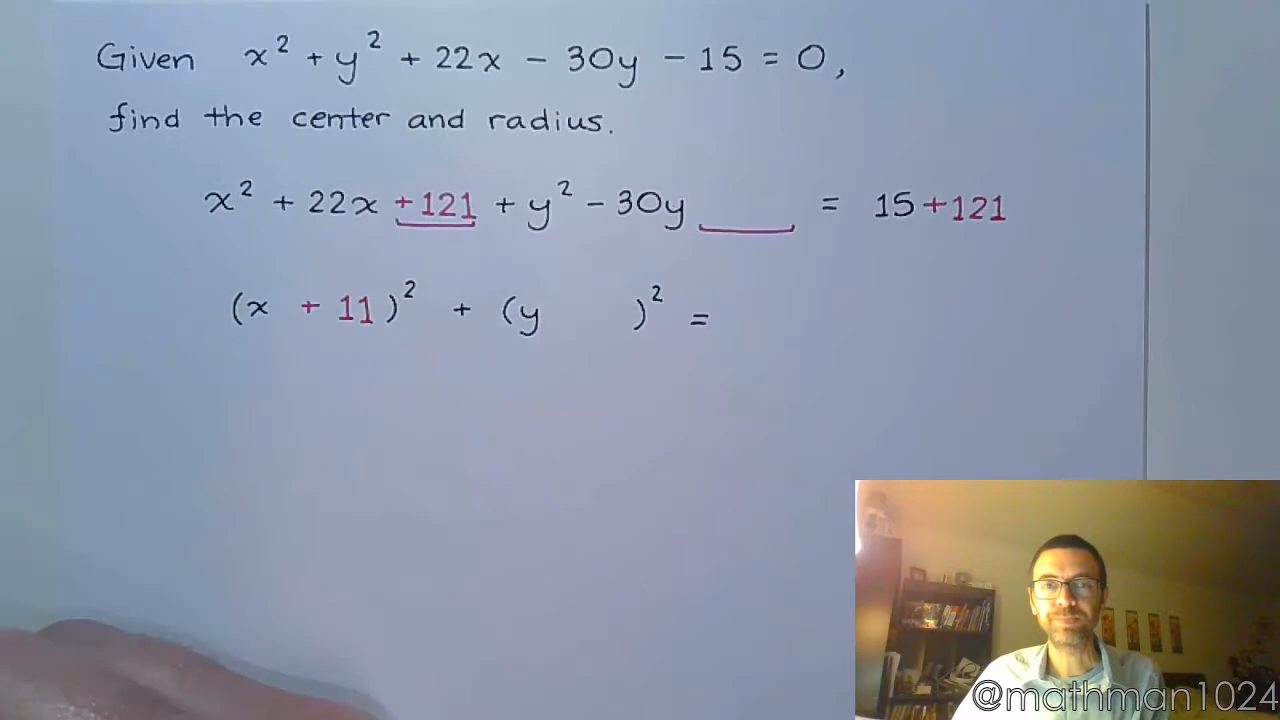 Given x² + y² + 22x − 30y − 15 = 0,
find the center and radius.
x² + 22x +121 + y² − 30y ____ = 15 +121
(x + 11)² + (y )² =
@mathman1024